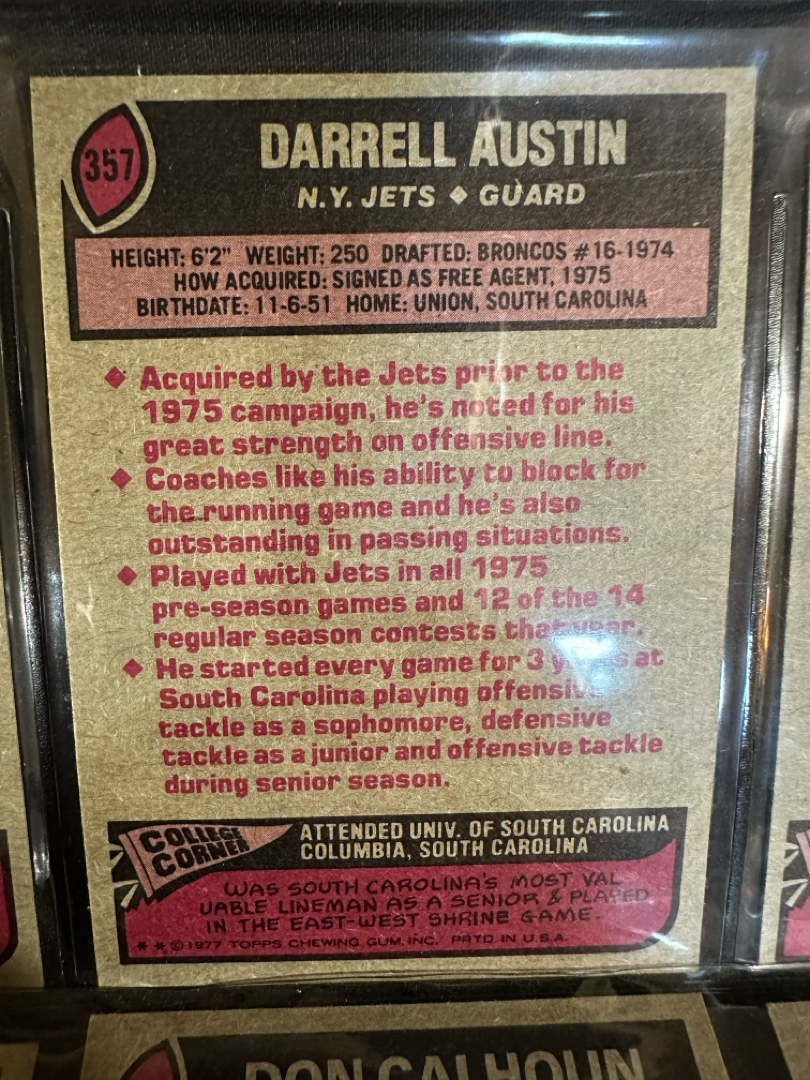 357
DARRELL AUSTIN
N.Y. JETS ◆ GUARD
HEIGHT: 6'2" WEIGHT: 250 DRAFTED: BRONCOS #16-1974
HOW ACQUIRED: SIGNED AS FREE AGENT, 1975
BIRTHDATE: 11-6-51 HOME: UNION, SOUTH CAROLINA
◆ Acquired by the Jets prior to the
1975 campaign, he's noted for his
great strength on offensive line.
◆ Coaches like his ability to block for
the running game and he's also
outstanding in passing situations.
◆ Played with Jets in all 1975
pre-season games and 12 of the 14
regular season contests that year.
◆ He started every game for 3 at
South Carolina playing offensive
tackle as a sophomore, defensive
tackle as a junior and offensive tackle
during senior season.
COLLEGE
CORNER
ATTENDED UNIV. OF SOUTH CAROLINA
COLUMBIA, SOUTH CAROLINA
WAS SOUTH CAROLINA'S MOST VAL
UABLE LINEMAN AS A SENIOR & PLAYED
IN THE EAST-WEST SHRINE GAME.
* * © 1977 TOPPS CHEWING GUM, INC. PRTD. IN U.S.A.
DON CALHOUN